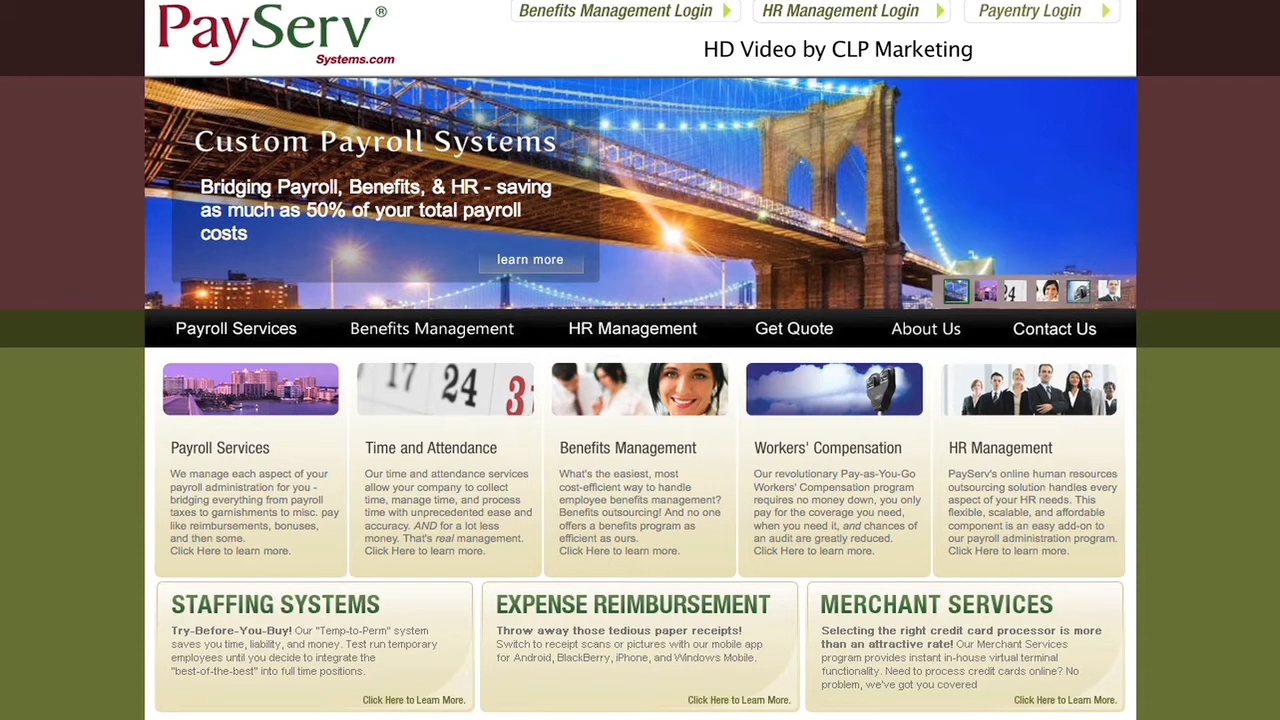 PayServ®
Systems.com
Benefits Management Login
HR Management Login
Payentry Login
HD Video by CLP Marketing
Custom Payroll Systems
Bridging Payroll, Benefits, & HR - saving
as much as 50% of your total payroll
costs
learn more
24
Payroll Services
Benefits Management
HR Management
Get Quote
About Us
Contact Us
17 24 31
Payroll Services
We manage each aspect of your
payroll administration for you -
bridging everything from payroll
taxes to garnishments to misc. pay
like reimbursements, bonuses,
and then some.
Click Here to learn more.
Time and Attendance
Our time and attendance services
allow your company to collect
time, manage time, and process
time with unprecedented ease and
accuracy. AND for a lot less
money. That's real management.
Click Here to learn more.
Benefits Management
What's the easiest, most
cost-efficient way to handle
employee benefits management?
Benefits outsourcing! And no one
offers a benefits program as
efficient as ours.
Click Here to learn more.
Workers' Compensation
Our revolutionary Pay-as-You-Go
Workers' Compensation program
requires no money down, you only
pay for the coverage you need,
when you need it, and chances of
an audit are greatly reduced.
Click Here to learn more.
HR Management
PayServ's online human resources
outsourcing solution handles every
aspect of your HR needs. This
flexible, scalable, and affordable
component is an easy add-on to
our payroll administration program.
Click Here to learn more.
STAFFING SYSTEMS
Try-Before-You-Buy! Our "Temp-to-Perm" system
saves you time, liability, and money. Test run temporary
employees until you decide to integrate the
"best-of-the-best" into full time positions.
Click Here to Learn More.
EXPENSE REIMBURSEMENT
Throw away those tedious paper receipts!
Switch to receipt scans or pictures with our mobile app
for Android, BlackBerry, iPhone, and Windows Mobile.
Click Here to Learn More.
MERCHANT SERVICES
Selecting the right credit card processor is more
than an attractive rate! Our Merchant Services
program provides instant in-house virtual terminal
functionality. Need to process credit cards online? No
problem, we've got you covered
Click Here to Learn More.